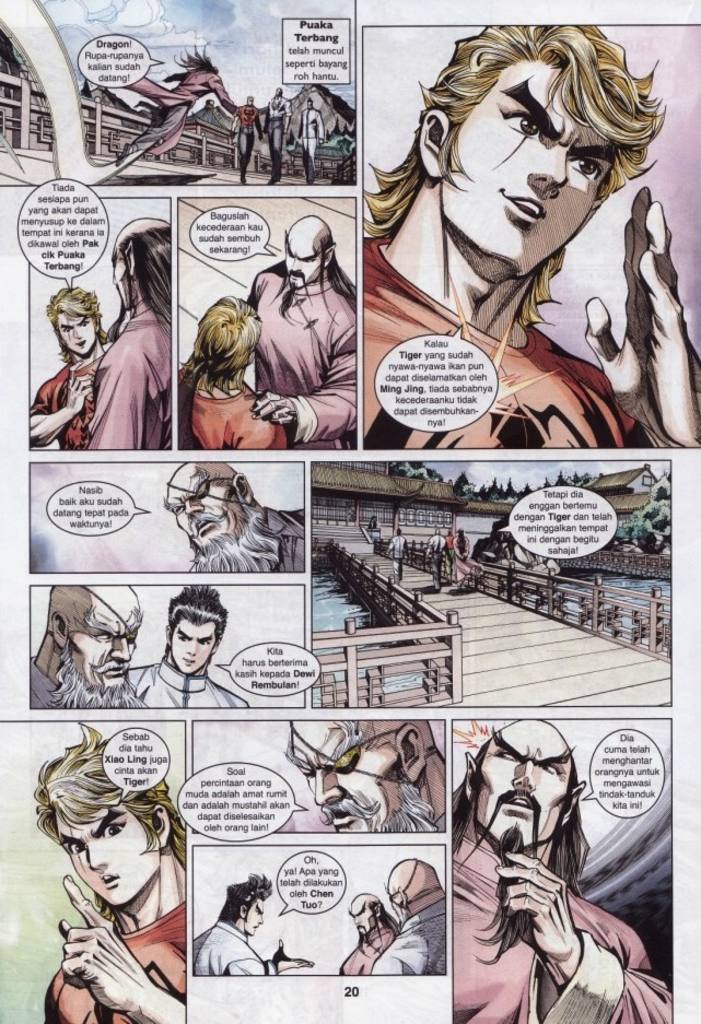 Puaka
Terbang
telah muncul
seperti bayang
roh hantu.
Dragon!
Rupa-rupanya
kalian sudah
datang!
Tiada
sesiapa pun
yang akan dapat
menyusup ke dalam
tempat ini kerana Ia
dikawal oleh Pak
cik Puaka
Terbang!
Baguslah
kecederaan kau
sudah sembuh
sekarang!
Kalau
Tiger yang sudah
nyawa-nyawa ikan pun
dapat diselamatkan oleh
Ming Jing, tiada sebabnya
kecederaanku tidak
dapat disembuhkan-
nya!
Nasib
baik aku sudah
datang tepat pada
waktunya!
Tetapi dia
enggan bertemu
dengan Tiger dan telah
meninggalkan tempat
ini dengan begitu
sahaja!
Kita
harus berterima
kasih kepada Dewi
Rembulan!
Sebab
dia tahu
Xiao Ling juga
cinta akan
Tiger!
Soal
percintaan orang
muda adalah amat rumit
dan adalah mustahil akan
dapat diselesaikan
oleh orang lain!
Oh,
ya! Apa yang
telah dilakukan
oleh Chen
Tuo?
Dia
cuma telah
menghantar
orangnya untuk
mengawasi
tindak-tanduk
kita ini!
20